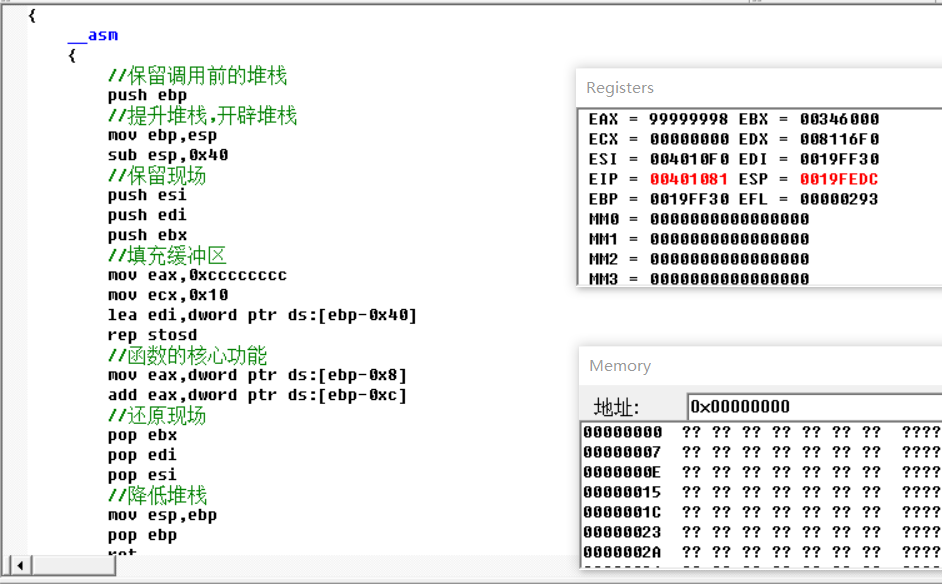 {
__asm
{
//保留调用前的堆栈
push ebp
//提升堆栈,开辟堆栈
mov ebp,esp
sub esp,0x40
//保留现场
push esi
push edi
push ebx
//填充缓冲区
mov eax,0xcccccccc
mov ecx,0x10
lea edi,dword ptr ds:[ebp-0x40]
rep stosd
//函数的核心功能
mov eax,dword ptr ds:[ebp-0x8]
add eax,dword ptr ds:[ebp-0xc]
//还原现场
pop ebx
pop edi
pop esi
//降低堆栈
mov esp,ebp
pop ebp
Registers
EAX = 99999998 EBX = 00346000
ECX = 00000000 EDX = 008116F0
ESI = 004010F0 EDI = 0019FF30
EIP = 00401081 ESP = 0019FEDC
EBP = 0019FF30 EFL = 00000293
MM0 = 0000000000000000
MM1 = 0000000000000000
MM2 = 0000000000000000
MM3 = 0000000000000000
Memory
地址: 0x00000000
00000000 ?? ?? ?? ?? ?? ?? ?? ????
00000007 ?? ?? ?? ?? ?? ?? ?? ????
0000000E ?? ?? ?? ?? ?? ?? ?? ????
00000015 ?? ?? ?? ?? ?? ?? ?? ????
0000001C ?? ?? ?? ?? ?? ?? ?? ????
00000023 ?? ?? ?? ?? ?? ?? ?? ????
0000002A ?? ?? ?? ?? ?? ?? ?? ????